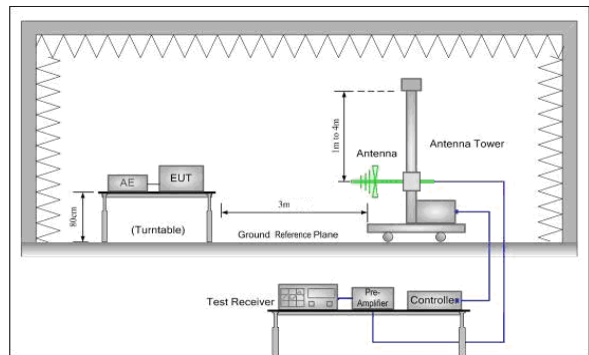 1m to 4m
Antenna
Antenna Tower
AE
EUT
80cm
(Turntable)
3m
Ground Reference Plane
Test Receiver
Pre-
Amplifier
Controller